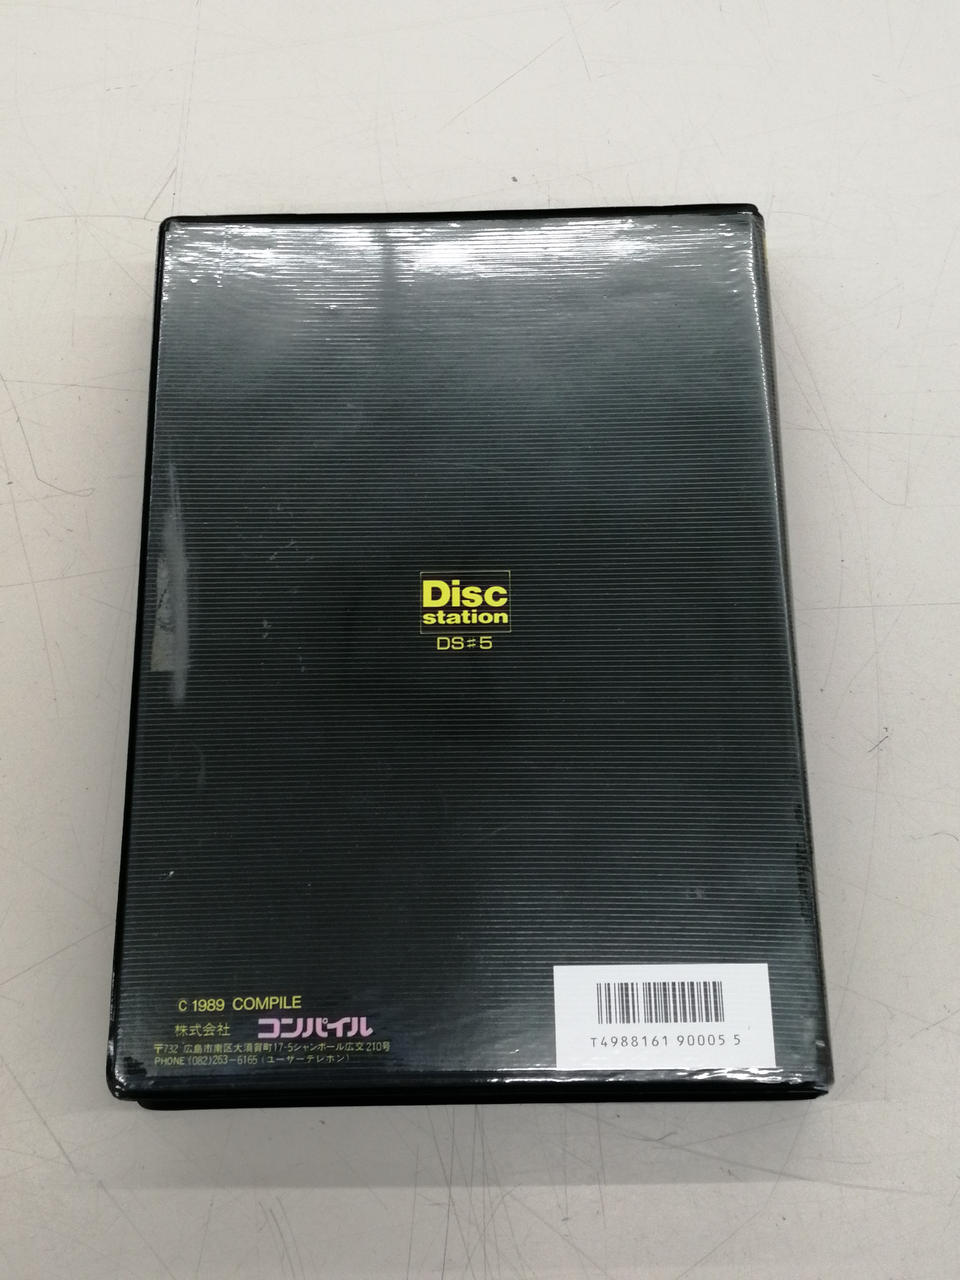 Disc
station
DS♯5
C 1989 COMPILE
株式会社 コンパイル
〒732 広島市南区大須賀町17-5シャンボール広交210号
PHONE (082)263-6165 (ユーザーテレホン)
T4988161 90005 5